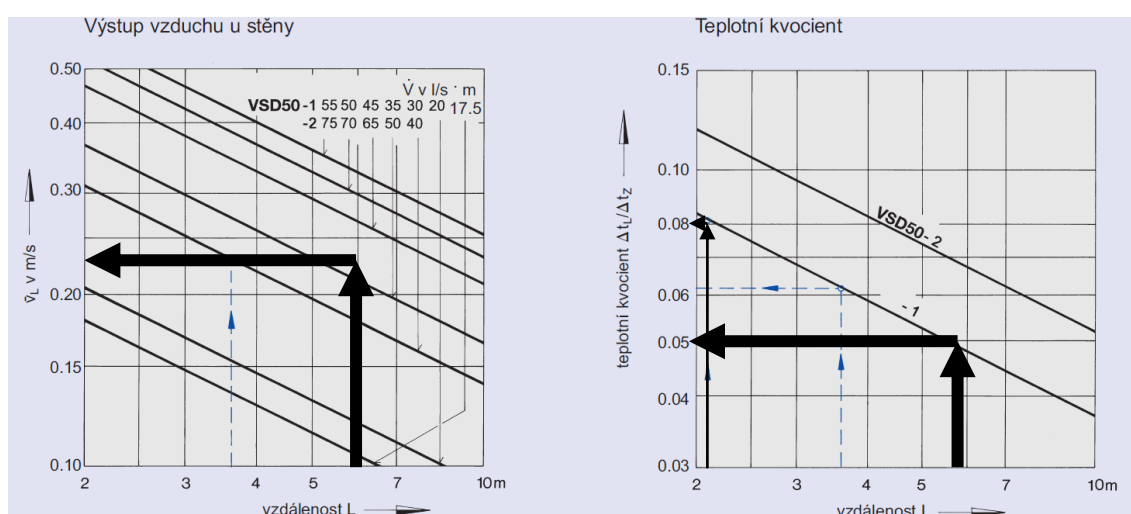 Výstup vzduchu u stěny
V̇ v l/s · m
VSD50 -1 55 50 45 35 30 20 17.5
-2 75 70 65 50 40
0.50
0.40
0.30
0.20
0.15
0.10
v̄L v m/s
2 3 4 5 7 10m
vzdálenost L
Teplotní kvocient
0.15
0.10
0.08
0.06
0.05
0.04
0.03
teplotní kvocient ΔtL/ΔtZ
VSD50- 2
- 1
2 3 4 5 7 10m
vzdálenost L